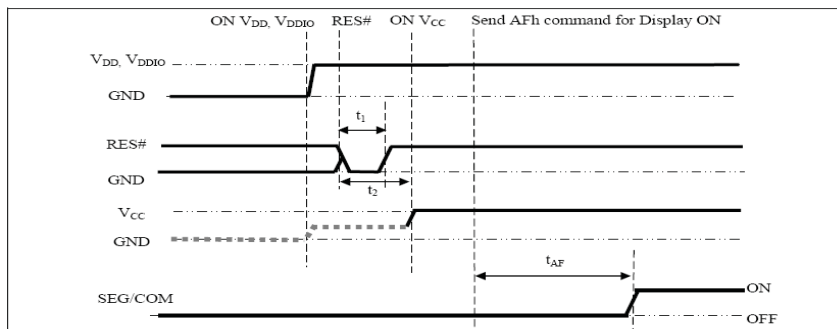 ON VDD, VDDIO RES# ON VCC Send AFh command for Display ON
VDD, VDDIO
GND
t1
RES#
GND
t2
VCC
GND
tAF
ON
SEG/COM
OFF